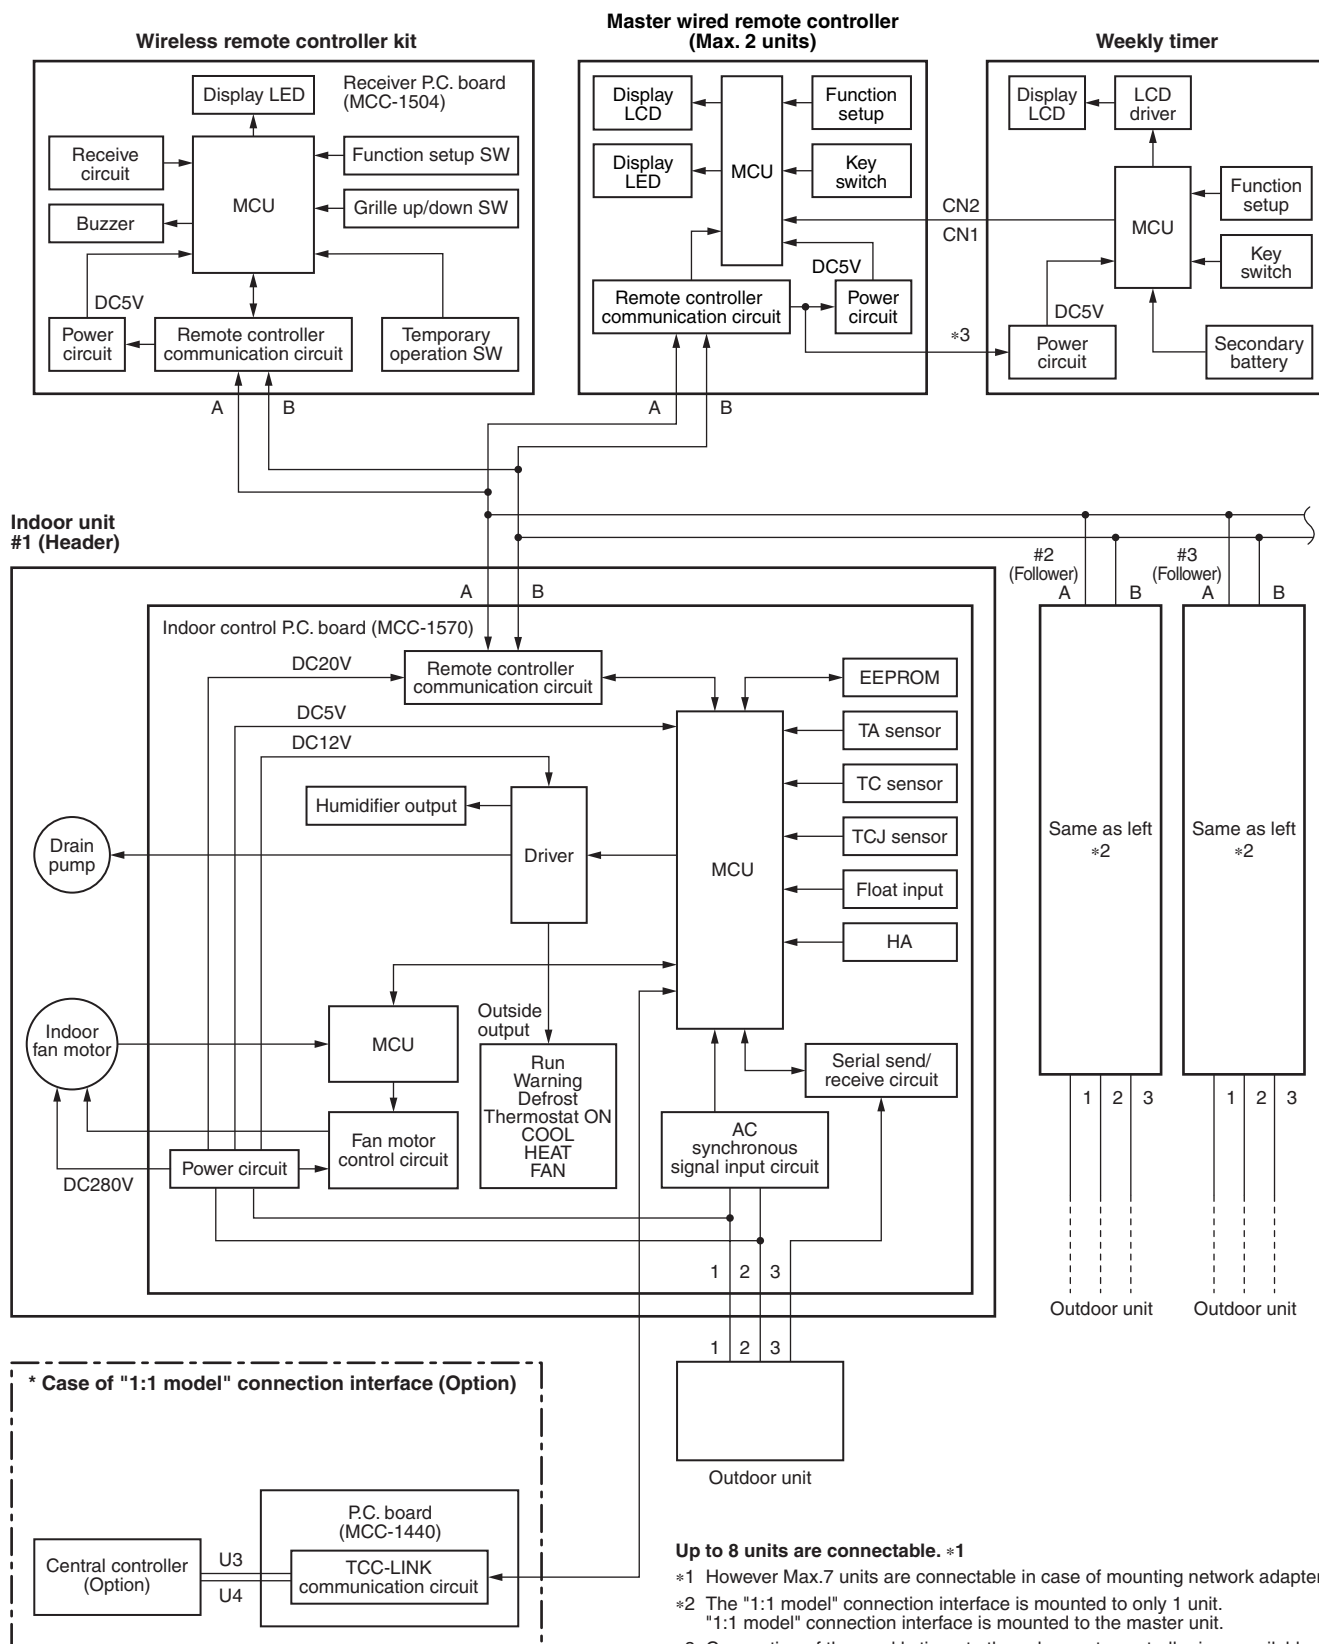 Wireless remote controller kit
Receiver P.C. board
(MCC-1504)
Display LED
Receive
circuit
Buzzer
MCU
Function setup SW
Grille up/down SW
DC5V
Power
circuit
Remote controller
communication circuit
Temporary
operation SW
A
B
Master wired remote controller
(Max. 2 units)
Display
LCD
Display
LED
MCU
Function
setup
Key
switch
DC5V
Remote controller
communication circuit
Power
circuit
A
B
CN2
CN1
*3
Weekly timer
Display
LCD
LCD
driver
MCU
Function
setup
Key
switch
DC5V
Power
circuit
Secondary
battery
Indoor unit
#1 (Header)
A
B
Indoor control P.C. board (MCC-1570)
DC20V
Remote controller
communication circuit
DC5V
DC12V
Humidifier output
Driver
Drain
pump
MCU
EEPROM
TA sensor
TC sensor
TCJ sensor
Float input
HA
Indoor
fan motor
MCU
Outside
output
Run
Warning
Defrost
Thermostat ON
COOL
HEAT
FAN
Serial send/
receive circuit
AC
synchronous
signal input circuit
Fan motor
control circuit
Power circuit
DC280V
1
2
3
1
2
3
Outdoor unit
#2
(Follower)
A
B
Same as left
*2
1
2
3
Outdoor unit
#3
(Follower)
A
B
Same as left
*2
1
2
3
Outdoor unit
* Case of "1:1 model" connection interface (Option)
P.C. board
(MCC-1440)
Central controller
(Option)
U3
U4
TCC-LINK
communication circuit
Up to 8 units are connectable. *1
*1 However Max.7 units are connectable in case of mounting network adapter
*2 The "1:1 model" connection interface is mounted to only 1 unit.
"1:1 model" connection interface is mounted to the master unit.